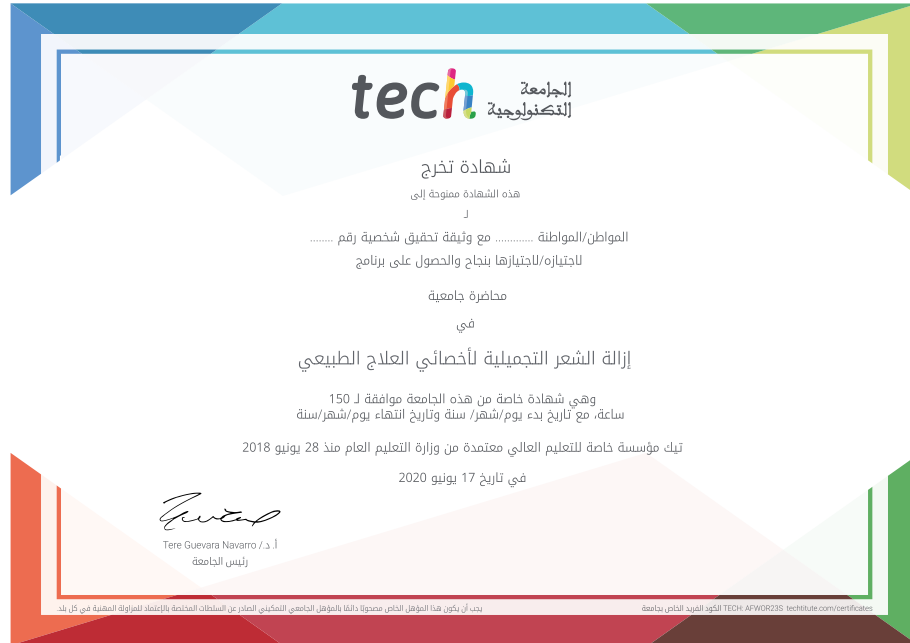 tech الجامعة
التكنولوجية
شهادة تخرج
هذه الشهادة ممنوحة إلى
لـ
المواطن/المواطنة ............ مع وثيقة تحقيق شخصية رقم ........
لاجتيازه/لاجتيازها بنجاح والحصول على برنامج
محاضرة جامعية
في
إزالة الشعر التجميلية لأخصائي العلاج الطبيعي
وهي شهادة خاصة من هذه الجامعة موافقة لـ 150
ساعة، مع تاريخ بدء يوم/شهر/ سنة وتاريخ انتهاء يوم/شهر/سنة
تيك مؤسسة خاصة للتعليم العالي معتمدة من وزارة التعليم العام منذ 28 يونيو 2018
في تاريخ 17 يونيو 2020
أ. د./ Tere Guevara Navarro
رئيس الجامعة
يجب أن يكون هذا المؤهل الخاص مصحوبًا دائمًا بالمؤهل الجامعي التمكيني الصادر عن السلطات المختصة بالإعتماد للمزاولة المهنية في كل بلد.
الكود الفريد الخاص بجامعة TECH: AFWOR23S techtitute.com/certificates